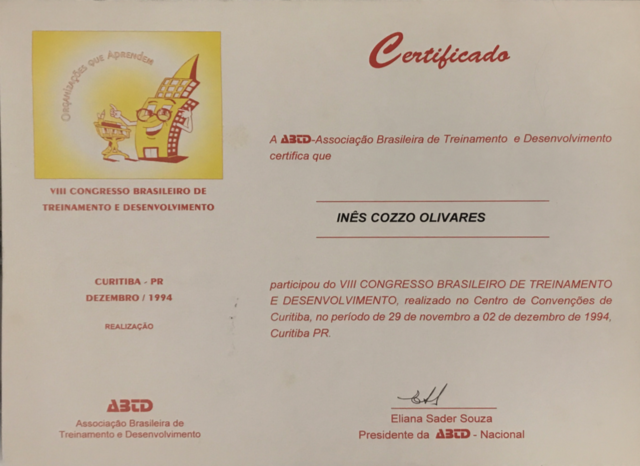 Organizações que Aprendem
VIII CONGRESSO BRASILEIRO DE
TREINAMENTO E DESENVOLVIMENTO
CURITIBA - PR
DEZEMBRO / 1994
REALIZAÇÃO
ABTD
Associação Brasileira de
Treinamento e Desenvolvimento
Certificado
A ABTD-Associação Brasileira de Treinamento e Desenvolvimento
certifica que
INÊS COZZO OLIVARES
participou do VIII CONGRESSO BRASILEIRO DE TREINAMENTO
E DESENVOLVIMENTO, realizado no Centro de Convenções de
Curitiba, no período de 29 de novembro a 02 de dezembro de 1994,
Curitiba PR.
Eliana Sader Souza
Presidente da ABTD - Nacional